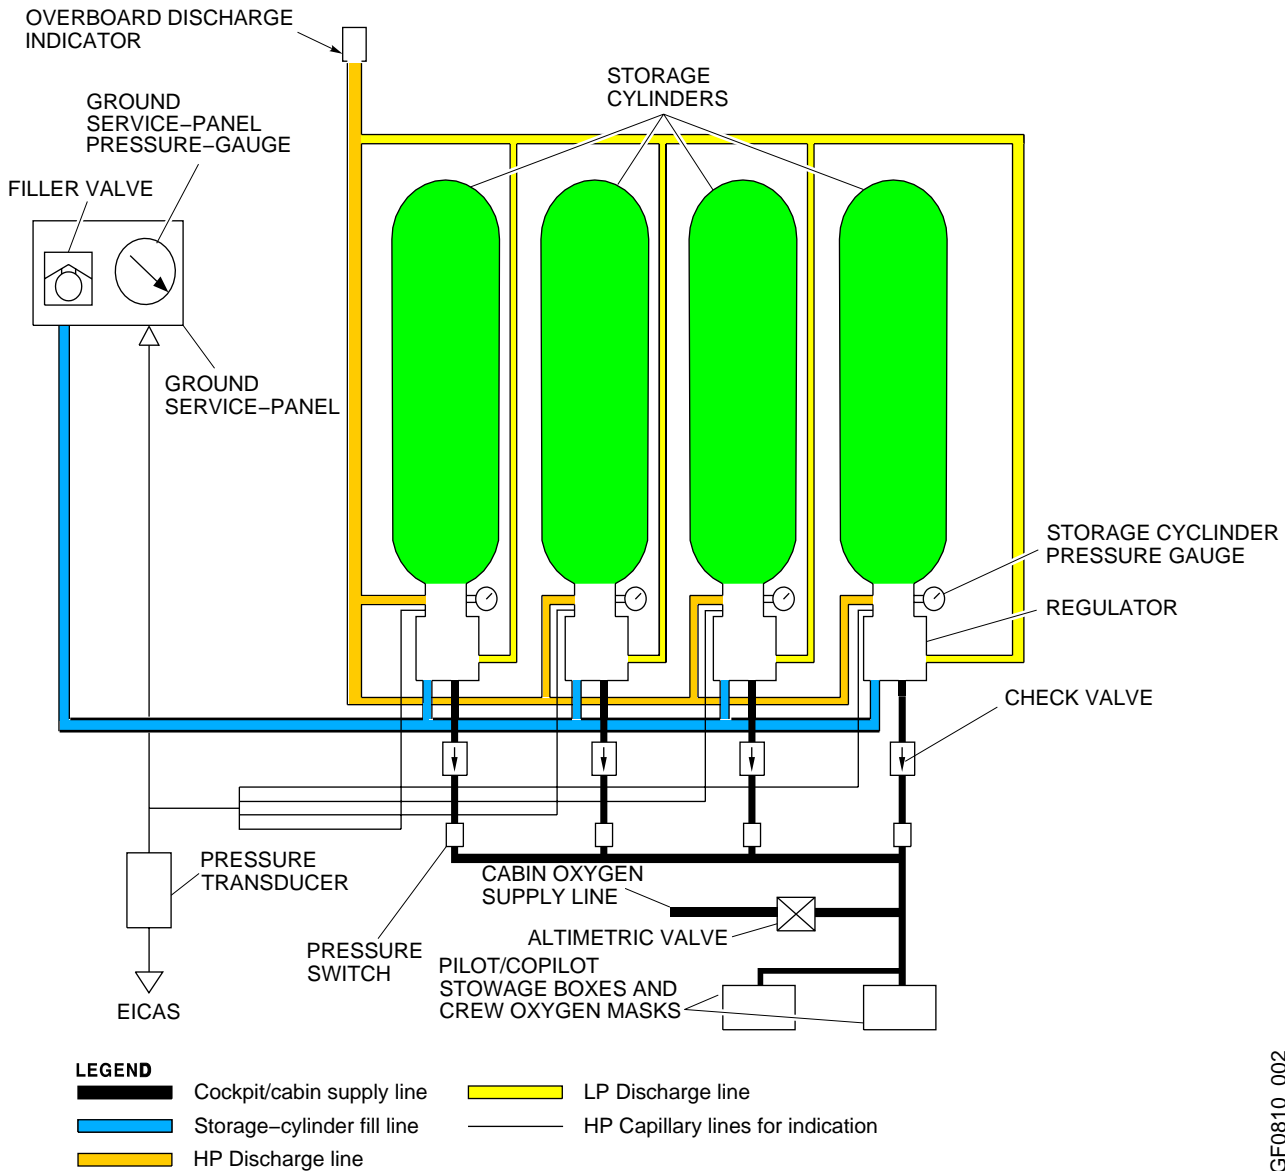 OVERBOARD DISCHARGE
INDICATOR
GROUND
SERVICE–PANEL
PRESSURE–GAUGE
STORAGE
CYLINDERS
FILLER VALVE
GROUND
SERVICE–PANEL
STORAGE CYCLINDER
PRESSURE GAUGE
REGULATOR
CHECK VALVE
PRESSURE
TRANSDUCER
CABIN OXYGEN
SUPPLY LINE
ALTIMETRIC VALVE
PRESSURE
SWITCH
PILOT/COPILOT
STOWAGE BOXES AND
CREW OXYGEN MASKS
EICAS
LEGEND
Cockpit/cabin supply line
LP Discharge line
Storage–cylinder fill line
HP Capillary lines for indication
HP Discharge line
GF0810_002